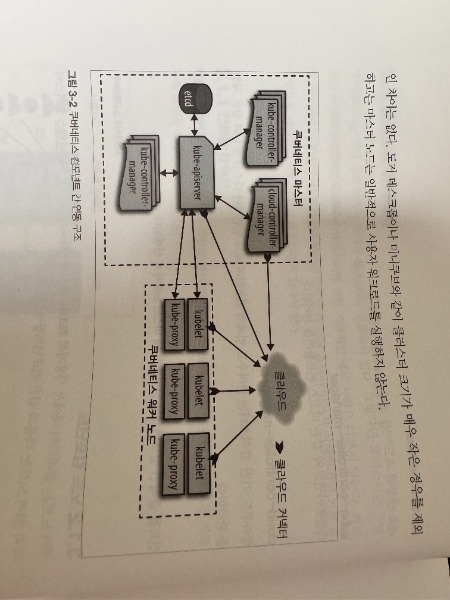 인 차이는 없다. 도커 데스크톱이나 미니쿠브와 같이 클러스터 크기가 매우 작은 경우를 제외
하고는 마스터 노드는 일반적으로 사용자 워크로드를 실행하지 않는다.
쿠버네티스 마스터
kube-controller-
manager
cloud-controller-
manager
클라우드
클라우드 커넥터
etcd
kube-apiserver
kubelet
kube-proxy
kubelet
kube-proxy
kubelet
kube-proxy
kube-controller-
manager
쿠버네티스 워커 노드
그림 3-2 쿠버네티스 컴포넌트 간 연동 구조